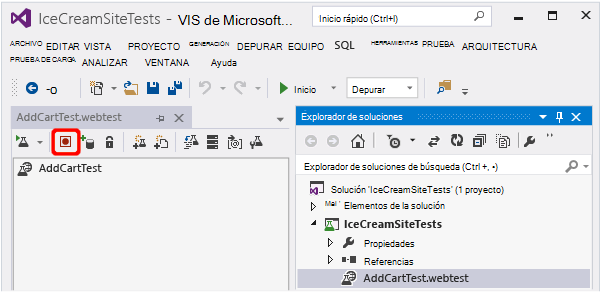 IceCreamSiteTests - VIS de Microsoft...
Inicio rápido (Ctrl+l)
ARCHIVO EDITAR VISTA PROYECTO GENERACIÓN DEPURAR EQUIPO SQL HERRAMIENTAS PRUEBA ARQUITECTURA
PRUEBA DE CARGA ANALIZAR VENTANA Ayuda
-O Inicio Depurar
AddCartTest.webtest
AddCartTest
Explorador de soluciones
Explorador de soluciones de búsqueda (Ctrl +, -)
Solución 'IceCreamSiteTests' (1 proyecto)
Mai ' Elementos de la solución
IceCreamSiteTests
Propiedades
Referencias
AddCartTest.webtest